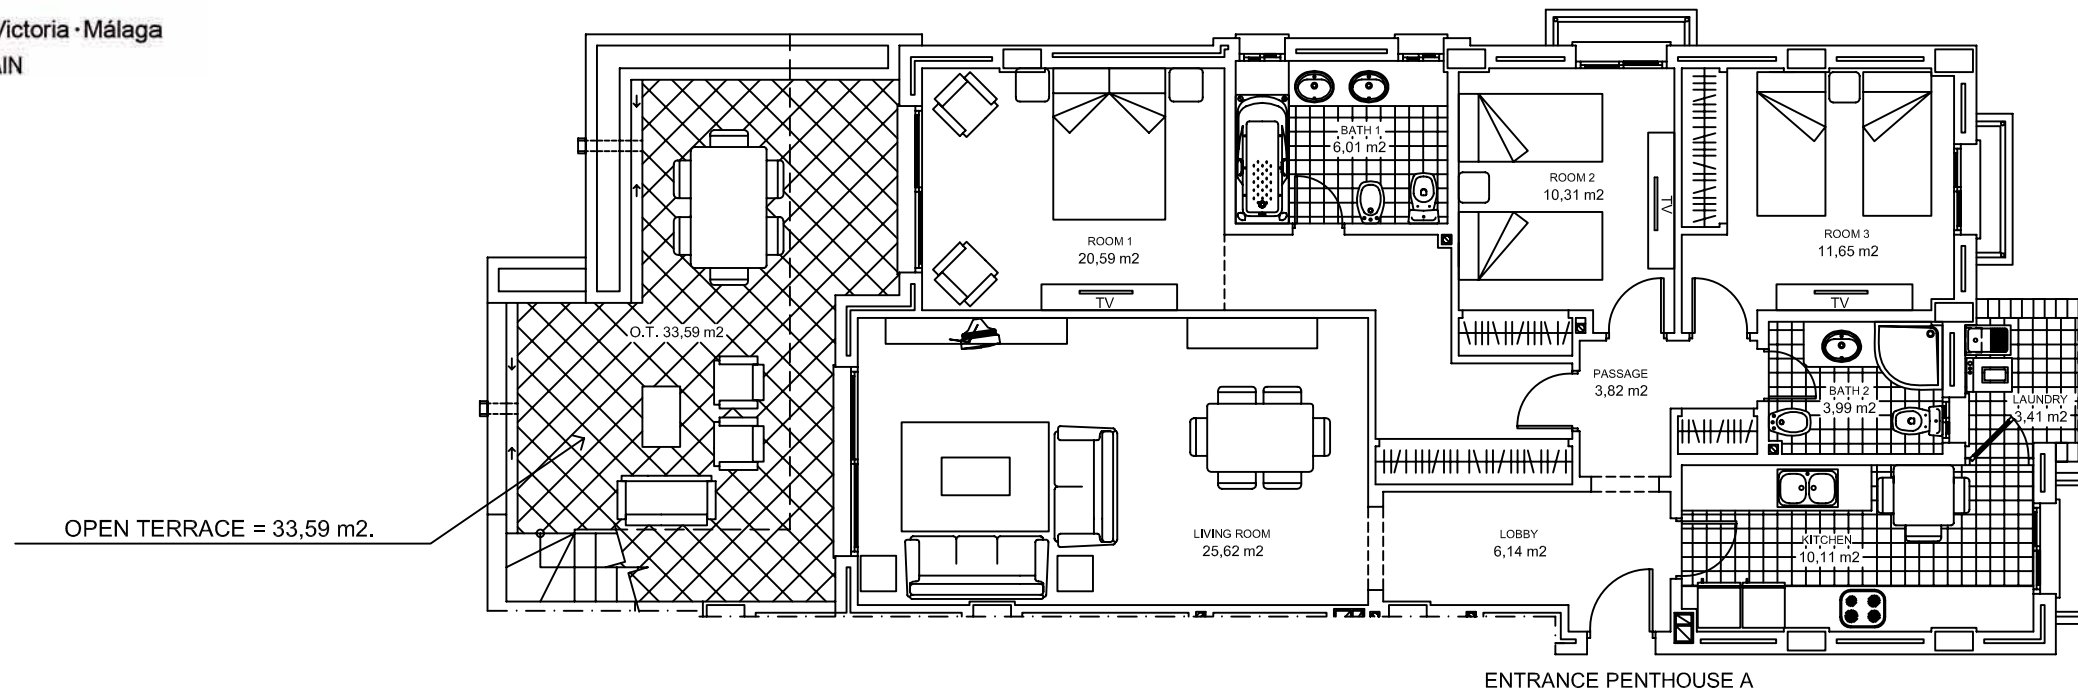 Victoria · Málaga
AIN
BATH 1
6,01 m2
ROOM 2
10,31 m2
TV
ROOM 1
20,59 m2
ROOM 3
11,65 m2
TV
TV
O.T. 33,59 m2
PASSAGE
3,82 m2
BATH 2
3,99 m2
LAUNDRY
3,41 m2
OPEN TERRACE = 33,59 m2.
LIVING ROOM
25,62 m2
LOBBY
6,14 m2
KITCHEN
10,11 m2
ENTRANCE PENTHOUSE A